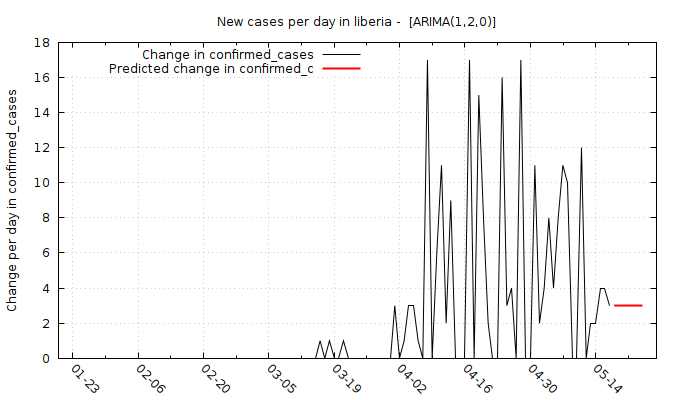 New cases per day in liberia -  [ARIMA(1,2,0)]
Change in confirmed_cases
Predicted change in confirmed_c
Change per day in confirmed_cases
18
16
14
12
10
8
6
4
2
0
01-23 02-06 02-20 03-05 03-19 04-02 04-16 04-30 05-14